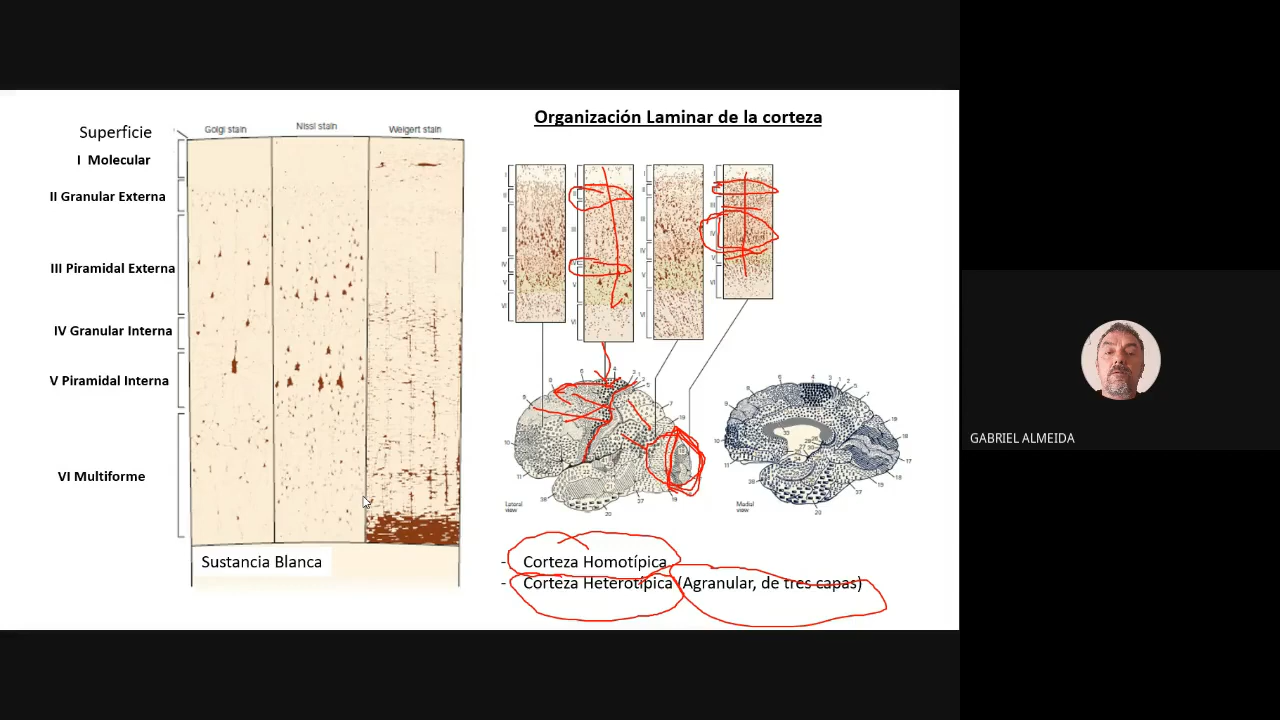 Organización Laminar de la corteza
Superficie
Golgi stain
Nissl stain
Weigert stain
I Molecular
II Granular Externa
III Piramidal Externa
IV Granular Interna
V Piramidal Interna
VI Multiforme
Sustancia Blanca
Lateral
view
Medial
view
- Corteza Homotípica
- Corteza Heterotípica (Agranular, de tres capas)
GABRIEL ALMEIDA